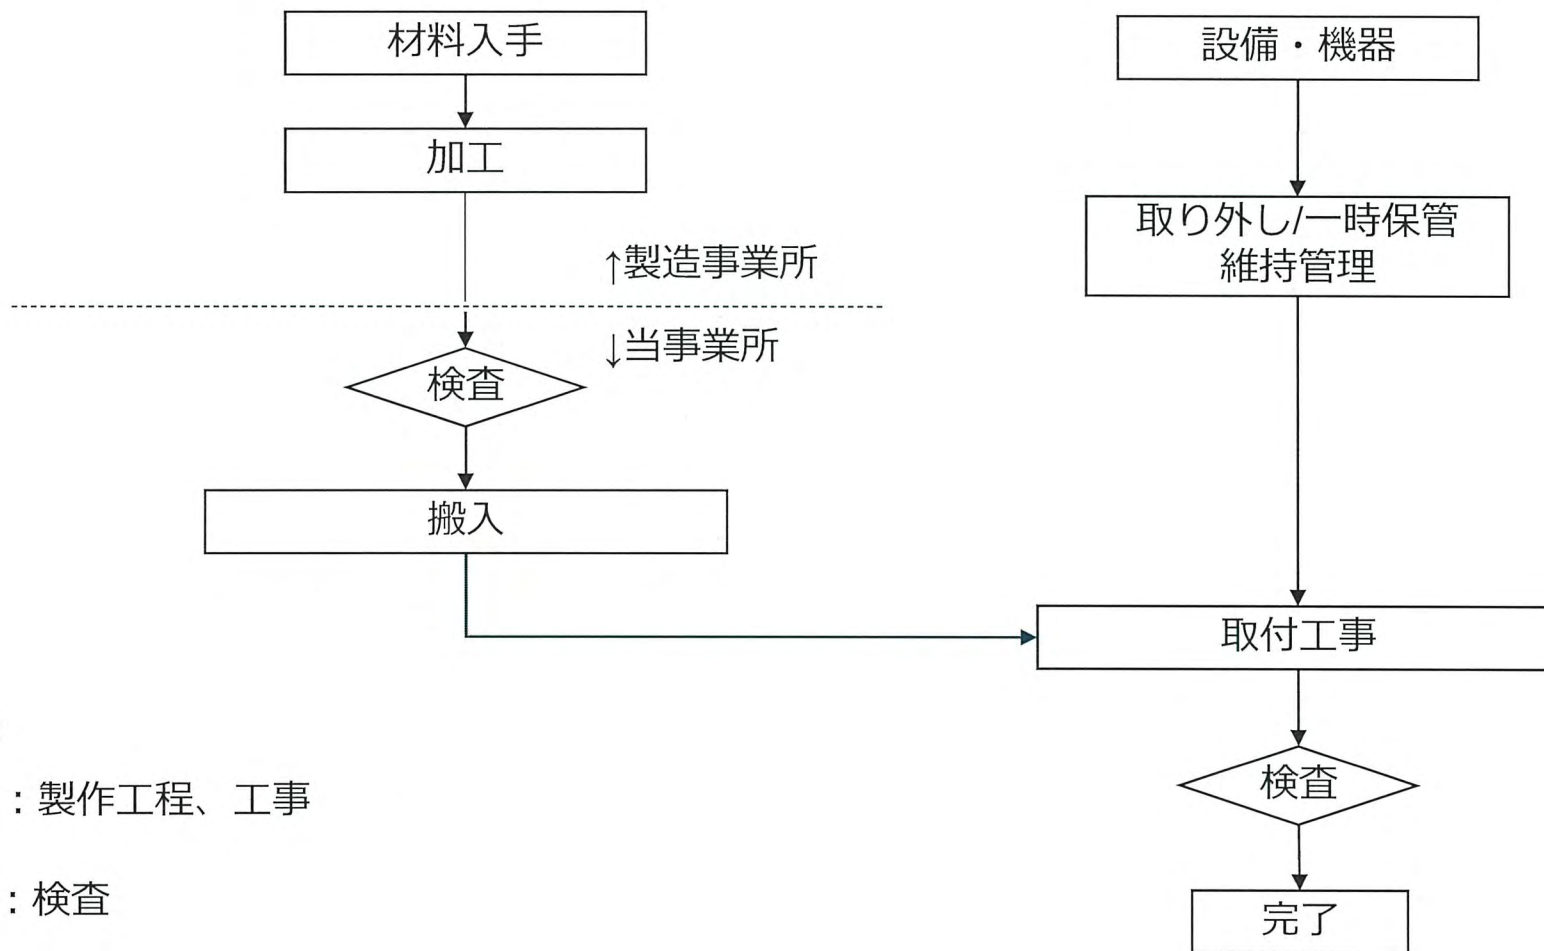 材料入手
加工
↑製造事業所
↓当事業所
検査
搬入
設備・機器
取り外し/一時保管
維持管理
取付工事
検査
完了
：製作工程、工事
：検査